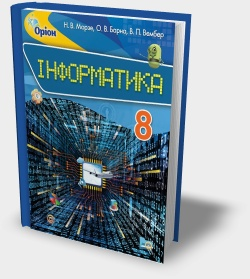 Оріон
Н. В. Морзе, О. В. Барна, В. П. Вембер
ІНФОРМАТИКА
8